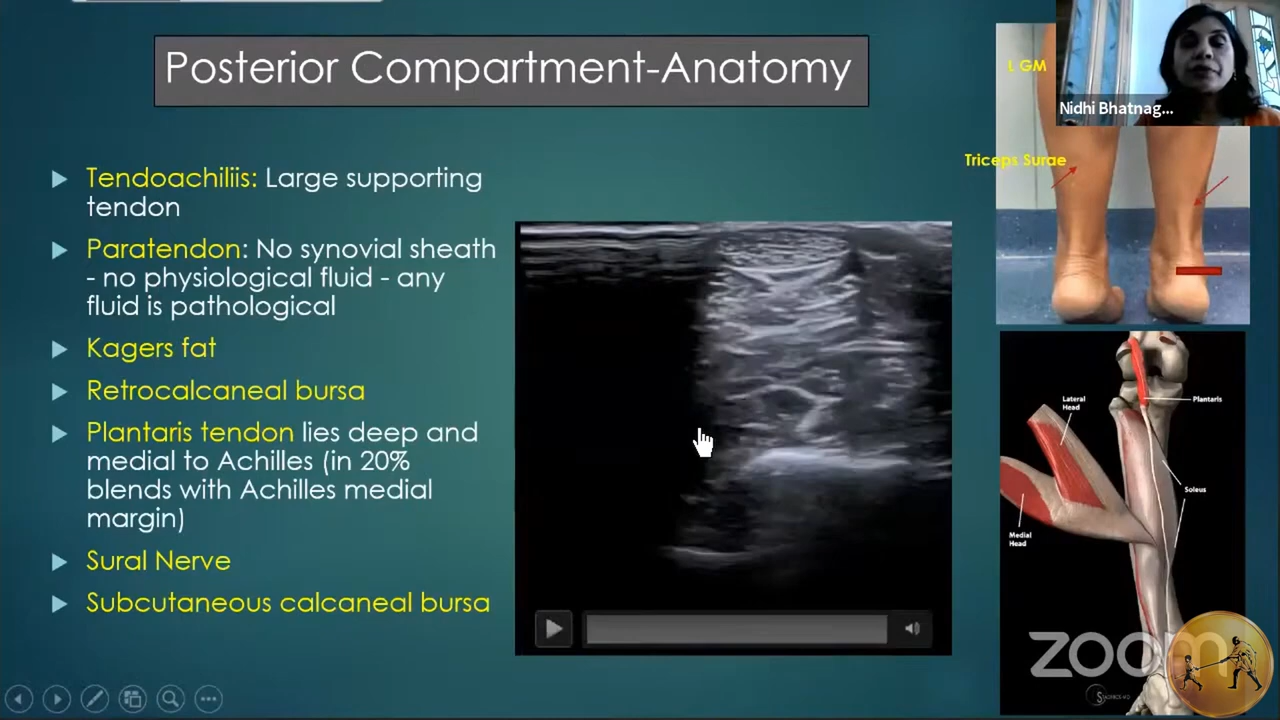 Posterior Compartment-Anatomy
Tendoachiliis: Large supporting
tendon
Paratendon: No synovial sheath
- no physiological fluid - any
fluid is pathological
Kagers fat
Retrocalcaneal bursa
Plantaris tendon lies deep and
medial to Achilles (in 20%
blends with Achilles medial
margin)
Sural Nerve
Subcutaneous calcaneal bursa
L GM
Nidhi Bhatnag...
Triceps Surae
Lateral
Head
Plantaris
Soleus
Medial
Head
zoom